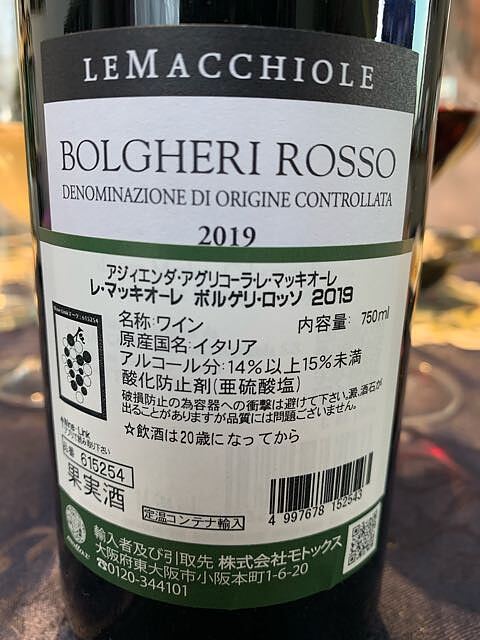 LEMACCHIOLE
BOLGHERI ROSSO
DENOMINAZIONE DI ORIGINE CONTROLLATA
2019
アジィエンダ・アグリコーラ・レ・マッキオーレ
レ・マッキオーレ ボルゲリ・ロッソ 2019
名称:ワイン 内容量: 750ml
原産国名:イタリア
アルコール分:14%以上15%未満
酸化防止剤(亜硫酸塩)
破損防止の為容器への衝撃は避けて下さい。澱、酒石が
出ることがありますが品質には問題ございません。
☆飲酒は20歳になってから
品番 615254
果実酒
定温コンテナ輸入
4 997678 152543
輸入者及び引取先 株式会社モトックス
大阪府東大阪市小阪本町1-6-20
☎0120-344101